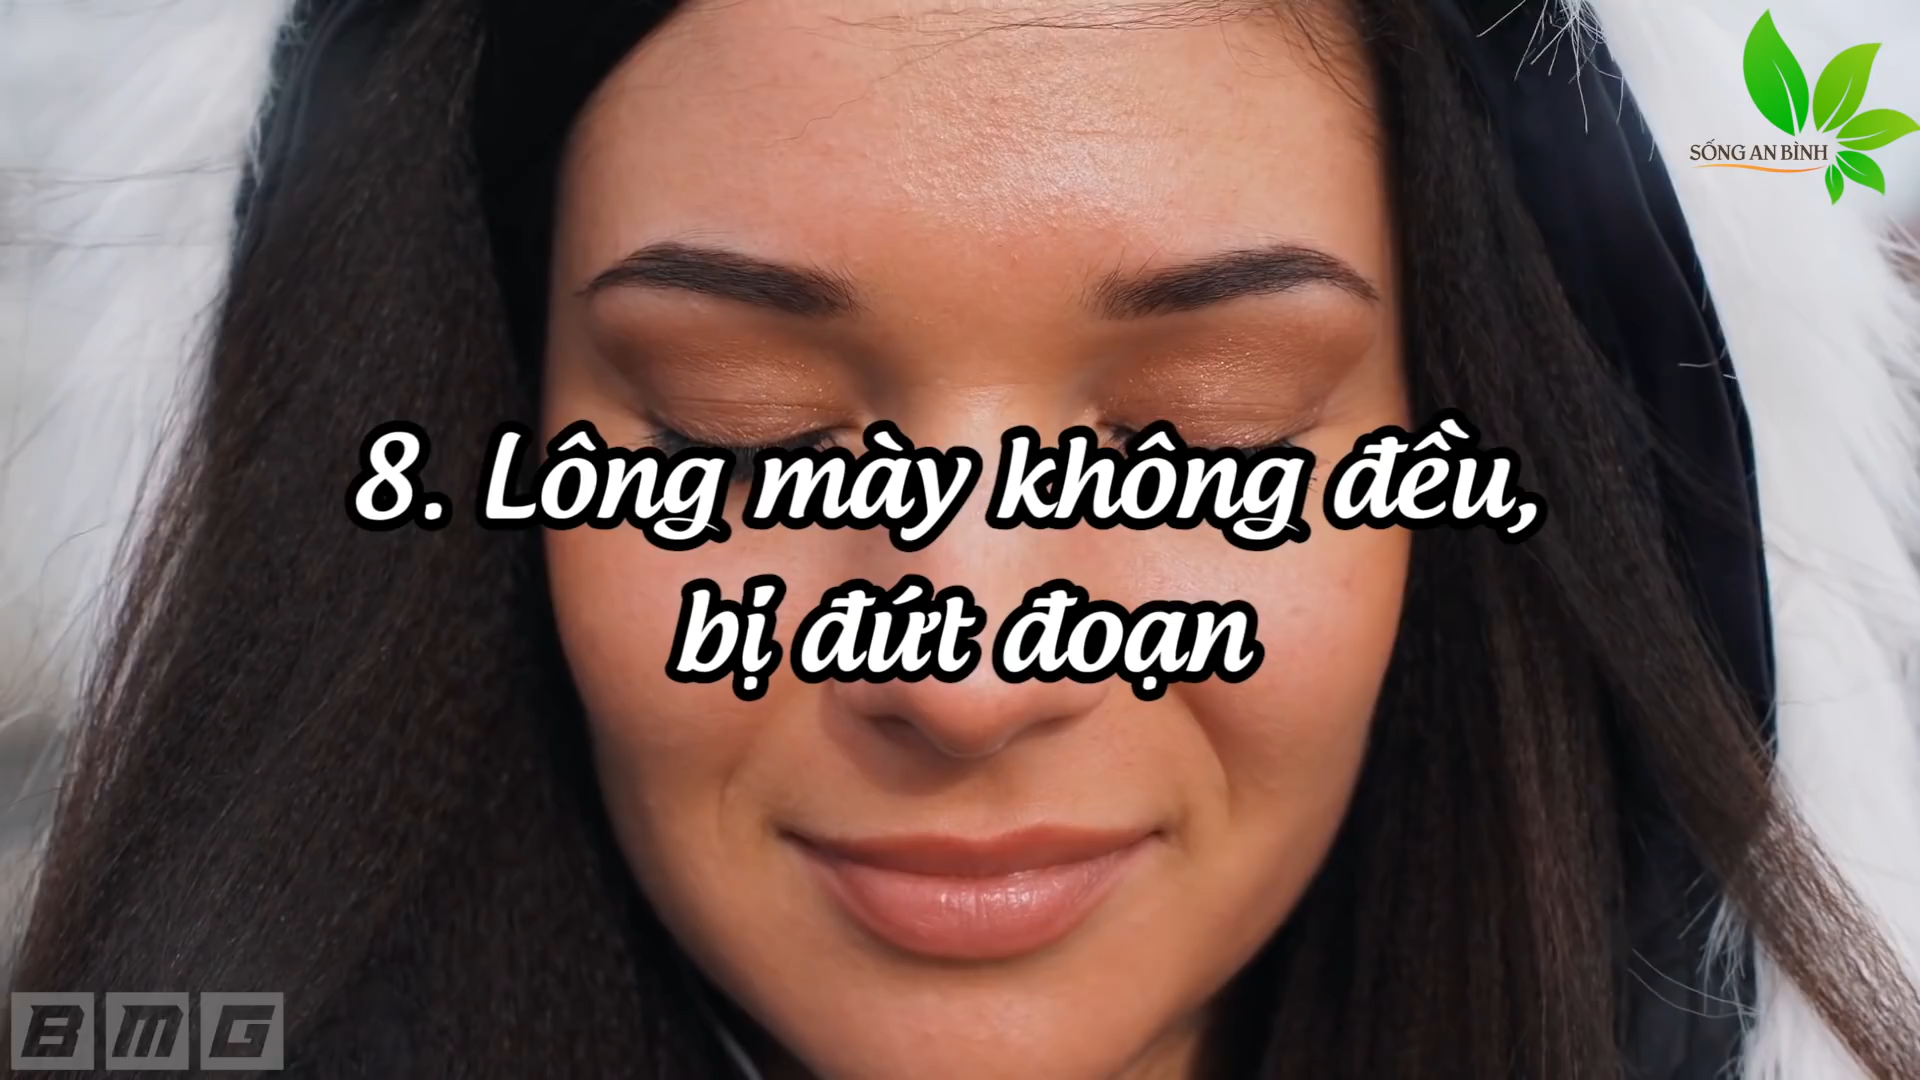 SỐNG AN BÌNH
8. Lông mày không đều,
bị đứt đoạn
BMG